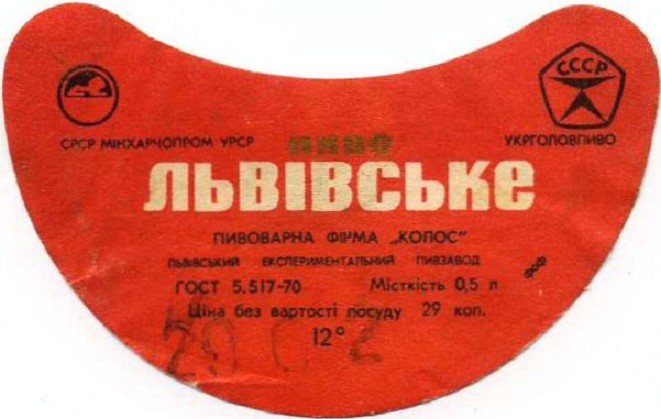 СССР
СРСР МІНХАРЧОПРОМ УРСР
УКРГОЛОВПИВО
ПИВО
ЛЬВІВСЬКЕ
ПИВОВАРНА ФІРМА „КОЛОС"
ЛЬВІВСЬКИЙ ЕКСПЕРИМЕНТАЛЬНИЙ ПИВЗАВОД
ГОСТ 5.517-70 Місткість 0,5 л
Ціна без вартості посуду 29 коп.
12°